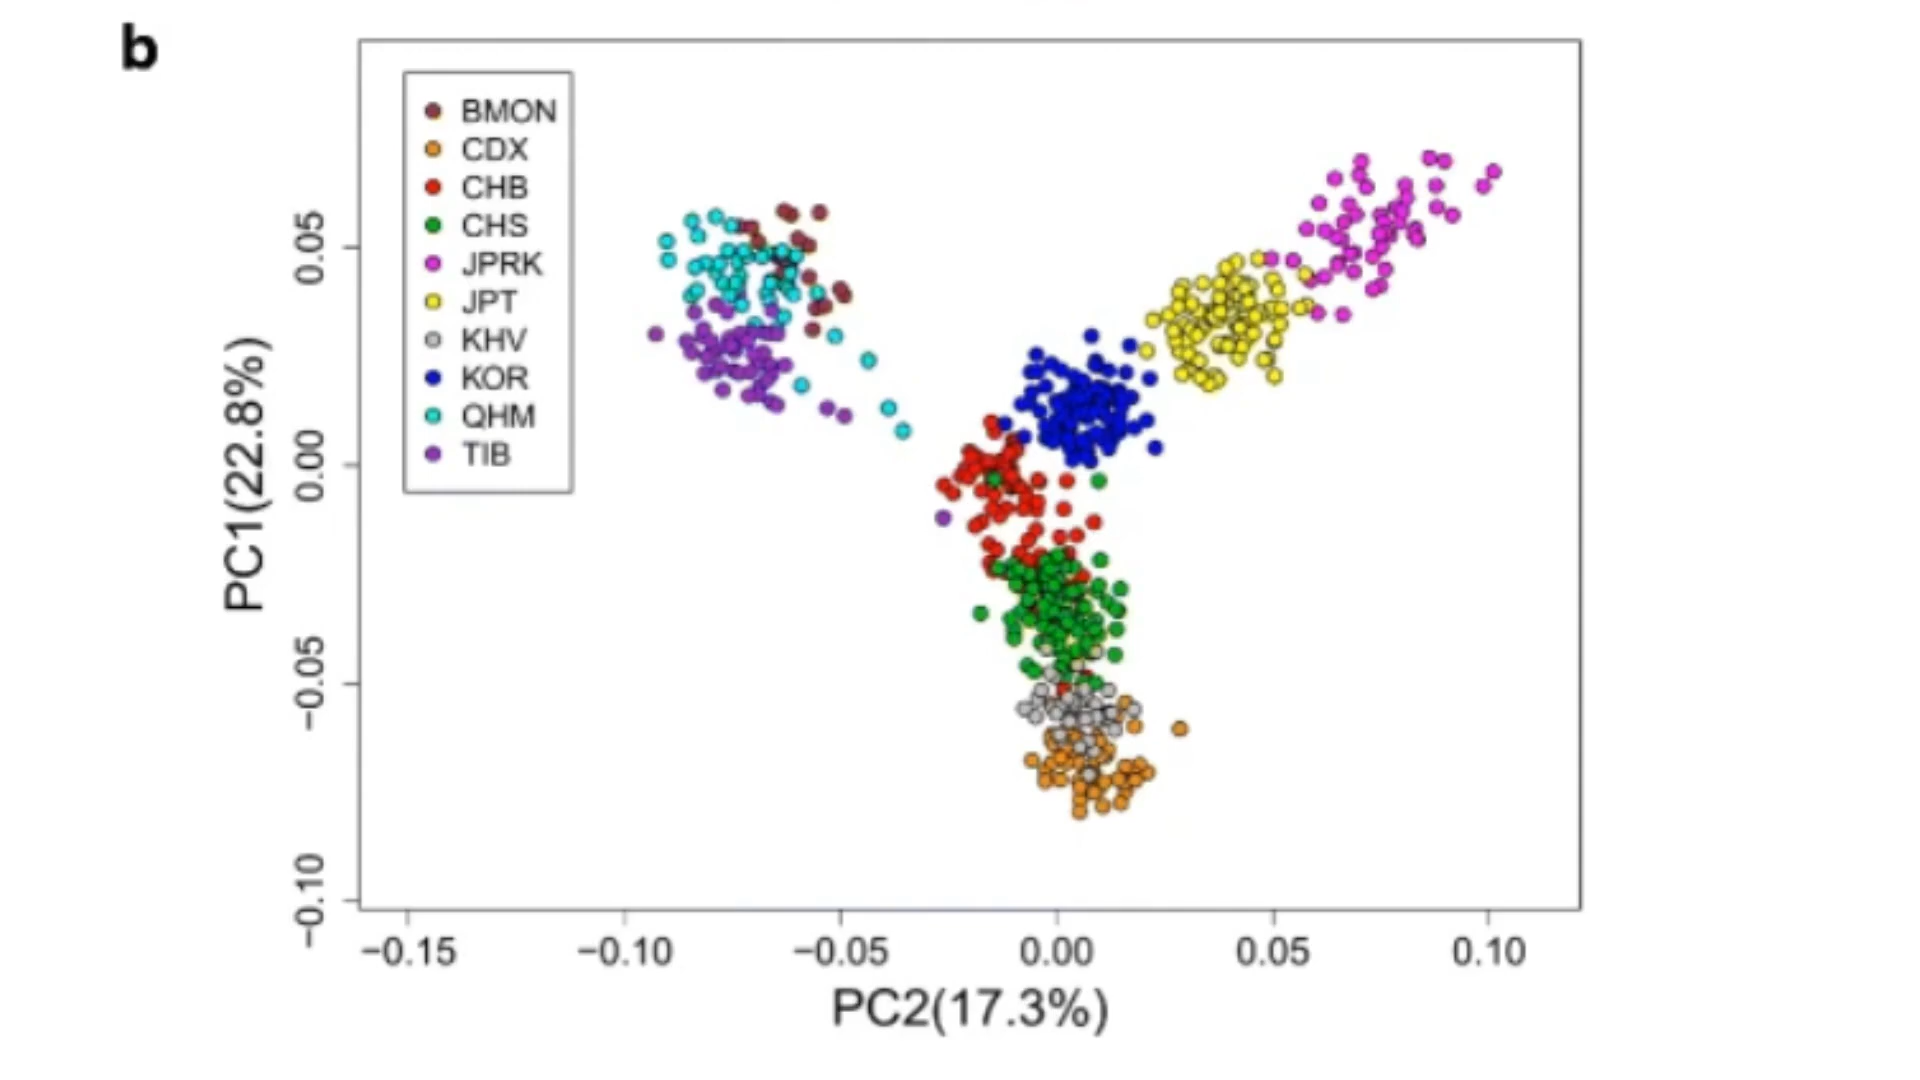 b
BMON
CDX
CHB
CHS
JPRK
JPT
KHV
KOR
QHM
TIB
PC1(22.8%)
0.05
0.00
−0.05
−0.10
−0.15 −0.10 −0.05 0.00 0.05 0.10
PC2(17.3%)